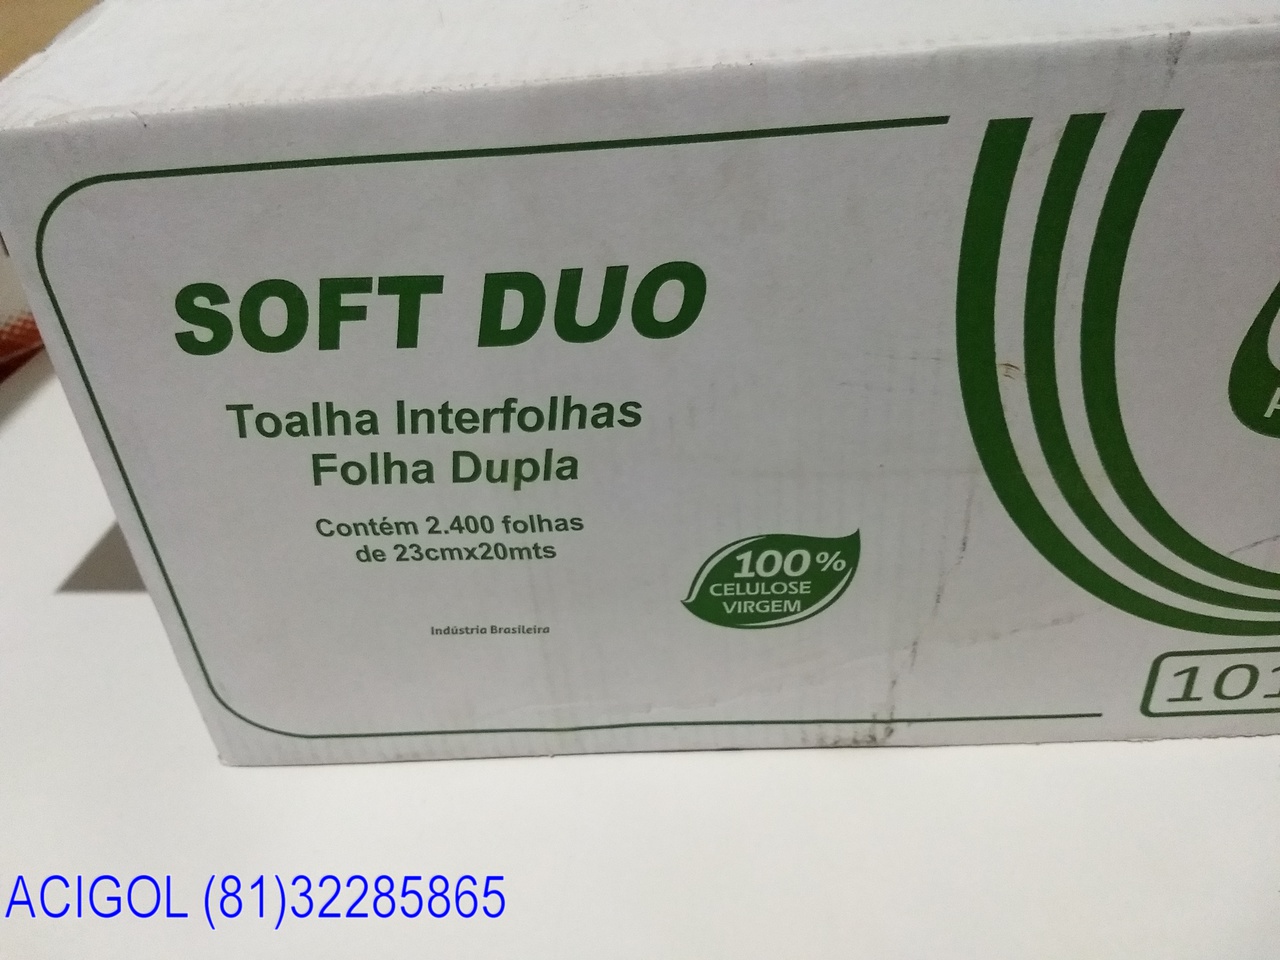 SOFT DUO
Toalha Interfolhas
Folha Dupla
Contém 2.400 folhas
de 23cmx20mts
100%
CELULOSE
VIRGEM
Indústria Brasileira
ACIGOL (81)32285865